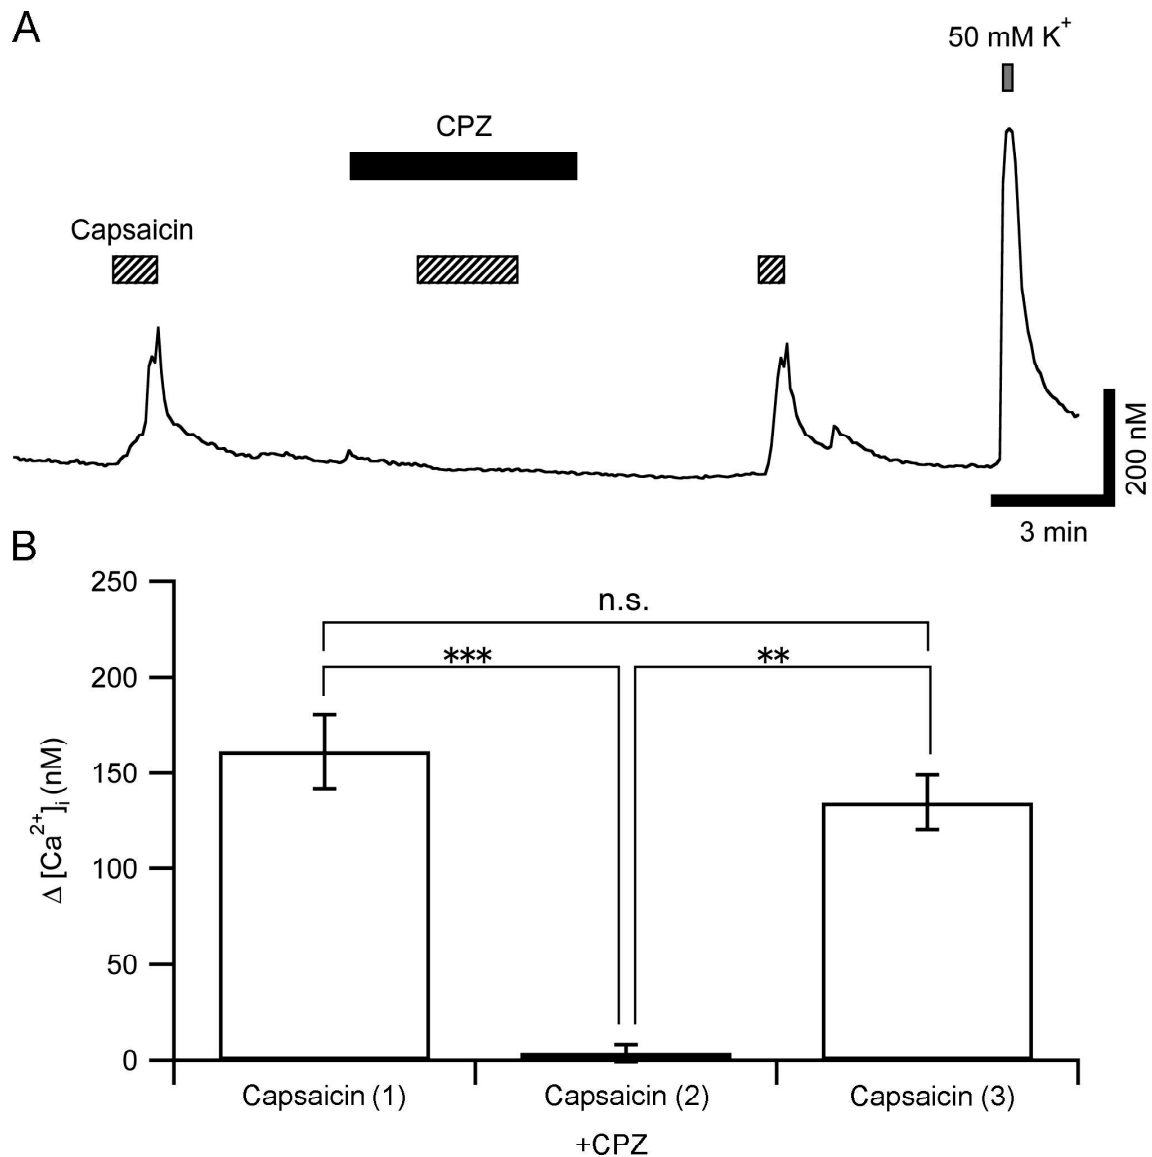 A
50 mM K⁺
CPZ
Capsaicin
200 nM
3 min
B
250
200
150
100
50
0
Δ [Ca²⁺]ᵢ (nM)
n.s.
*** **
Capsaicin (1) Capsaicin (2) Capsaicin (3)
+CPZ